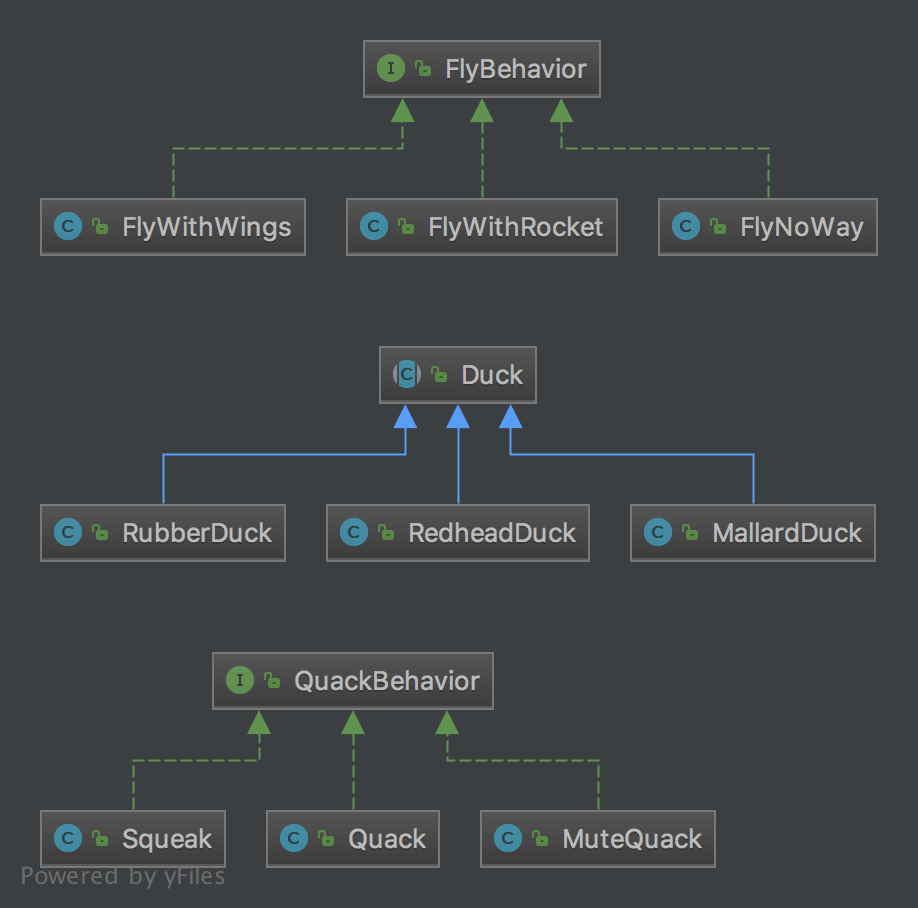 I FlyBehavior
C FlyWithWings
C FlyWithRocket
C FlyNoWay
C Duck
C RubberDuck
C RedheadDuck
C MallardDuck
I QuackBehavior
C Squeak
C Quack
C MuteQuack
Powered by yFiles